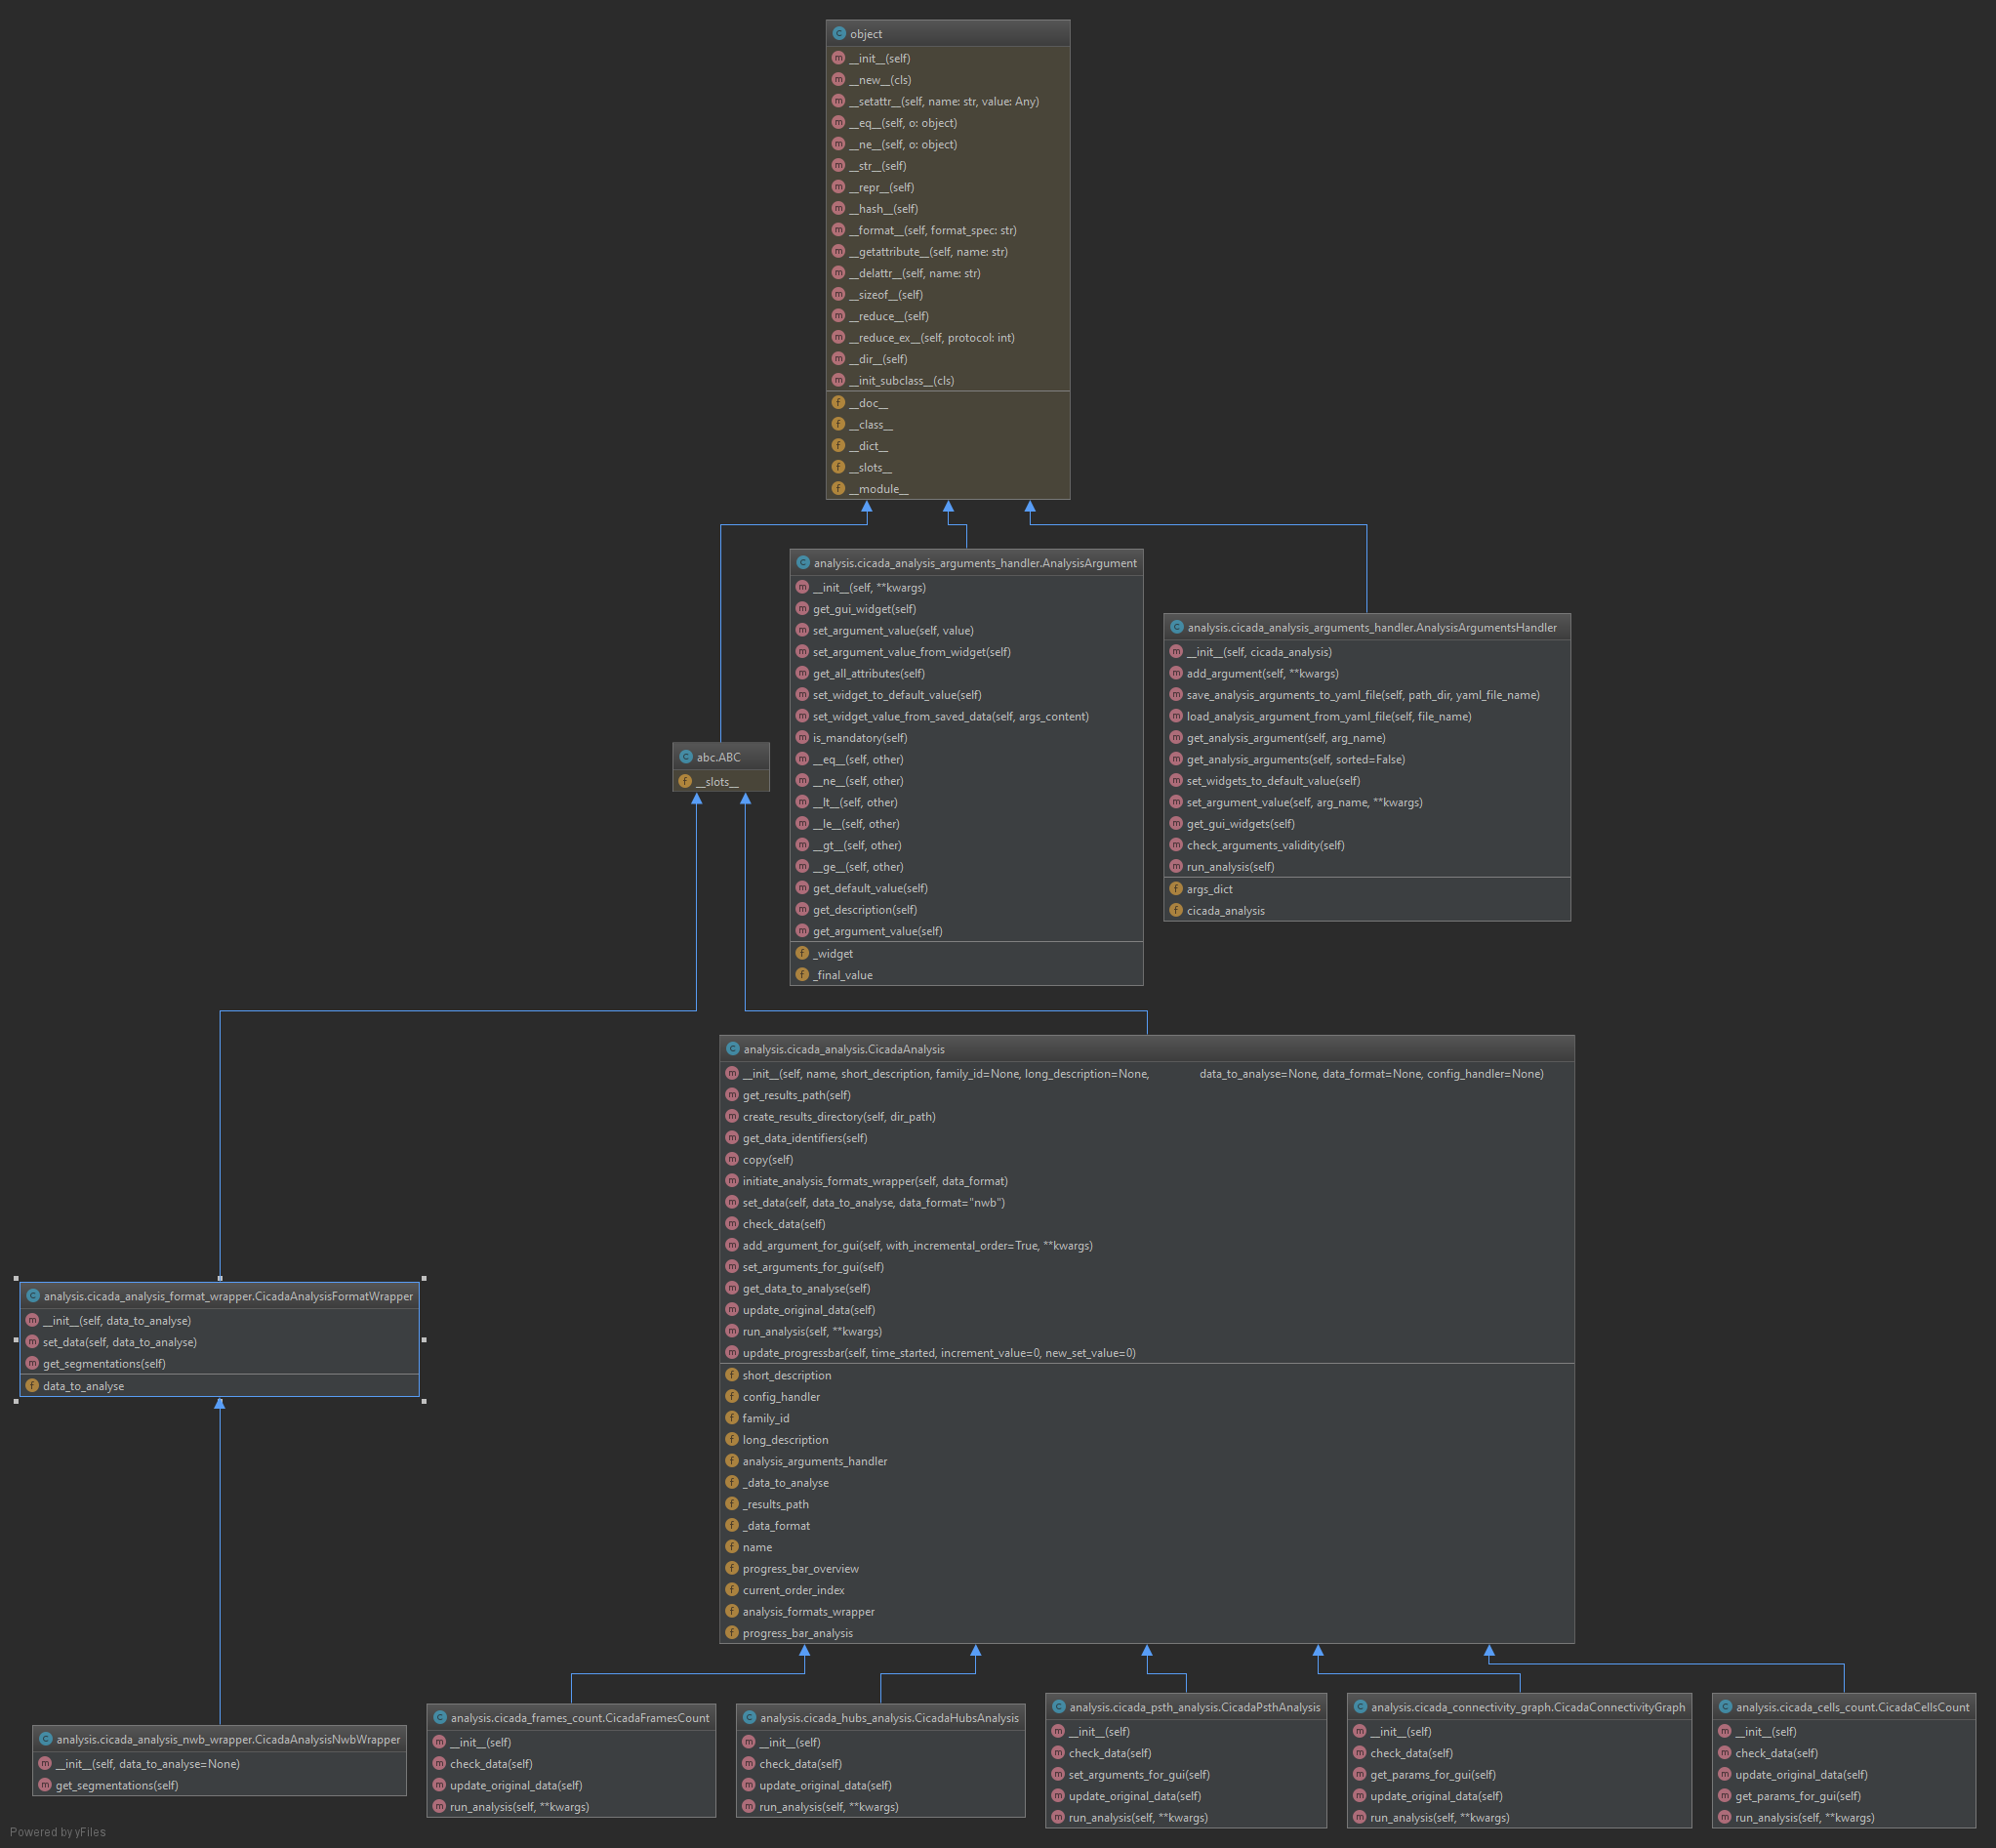 object
__init__(self)
__new__(cls)
__setattr__(self, name: str, value: Any)
__eq__(self, o: object)
__ne__(self, o: object)
__str__(self)
__repr__(self)
__hash__(self)
__format__(self, format_spec: str)
__getattribute__(self, name: str)
__delattr__(self, name: str)
__sizeof__(self)
__reduce__(self)
__reduce_ex__(self, protocol: int)
__dir__(self)
__init_subclass__(cls)
__doc__
__class__
__dict__
__slots__
__module__
analysis.cicada_analysis_arguments_handler.AnalysisArgument
__init__(self, **kwargs)
get_gui_widget(self)
set_argument_value(self, value)
set_argument_value_from_widget(self)
get_all_attributes(self)
set_widget_to_default_value(self)
set_widget_value_from_saved_data(self, args_content)
is_mandatory(self)
__eq__(self, other)
__ne__(self, other)
__lt__(self, other)
__le__(self, other)
__gt__(self, other)
__ge__(self, other)
get_default_value(self)
get_description(self)
get_argument_value(self)
_widget
_final_value
analysis.cicada_analysis_arguments_handler.AnalysisArgumentsHandler
__init__(self, cicada_analysis)
add_argument(self, **kwargs)
save_analysis_arguments_to_yaml_file(self, path_dir, yaml_file_name)
load_analysis_argument_from_yaml_file(self, file_name)
get_analysis_argument(self, arg_name)
get_analysis_arguments(self, sorted=False)
set_widgets_to_default_value(self)
set_argument_value(self, arg_name, **kwargs)
get_gui_widgets(self)
check_arguments_validity(self)
run_analysis(self)
args_dict
cicada_analysis
abc.ABC
__slots__
analysis.cicada_analysis.CicadaAnalysis
__init__(self, name, short_description, family_id=None, long_description=None, data_to_analyse=None, data_format=None, config_handler=None)
get_results_path(self)
create_results_directory(self, dir_path)
get_data_identifiers(self)
copy(self)
initiate_analysis_formats_wrapper(self, data_format)
set_data(self, data_to_analyse, data_format="nwb")
check_data(self)
add_argument_for_gui(self, with_incremental_order=True, **kwargs)
set_arguments_for_gui(self)
get_data_to_analyse(self)
update_original_data(self)
run_analysis(self, **kwargs)
update_progressbar(self, time_started, increment_value=0, new_set_value=0)
short_description
config_handler
family_id
long_description
analysis_arguments_handler
_data_to_analyse
_results_path
_data_format
name
progress_bar_overview
current_order_index
analysis_formats_wrapper
progress_bar_analysis
analysis.cicada_analysis_format_wrapper.CicadaAnalysisFormatWrapper
__init__(self, data_to_analyse)
set_data(self, data_to_analyse)
get_segmentations(self)
data_to_analyse
analysis.cicada_analysis_nwb_wrapper.CicadaAnalysisNwbWrapper
__init__(self, data_to_analyse=None)
get_segmentations(self)
analysis.cicada_frames_count.CicadaFramesCount
__init__(self)
check_data(self)
update_original_data(self)
run_analysis(self, **kwargs)
analysis.cicada_hubs_analysis.CicadaHubsAnalysis
__init__(self)
check_data(self)
update_original_data(self)
run_analysis(self, **kwargs)
analysis.cicada_psth_analysis.CicadaPsthAnalysis
__init__(self)
check_data(self)
set_arguments_for_gui(self)
update_original_data(self)
run_analysis(self, **kwargs)
analysis.cicada_connectivity_graph.CicadaConnectivityGraph
__init__(self)
check_data(self)
get_params_for_gui(self)
update_original_data(self)
run_analysis(self, **kwargs)
analysis.cicada_cells_count.CicadaCellsCount
__init__(self)
check_data(self)
update_original_data(self)
get_params_for_gui(self)
run_analysis(self, **kwargs)
Powered by yFiles